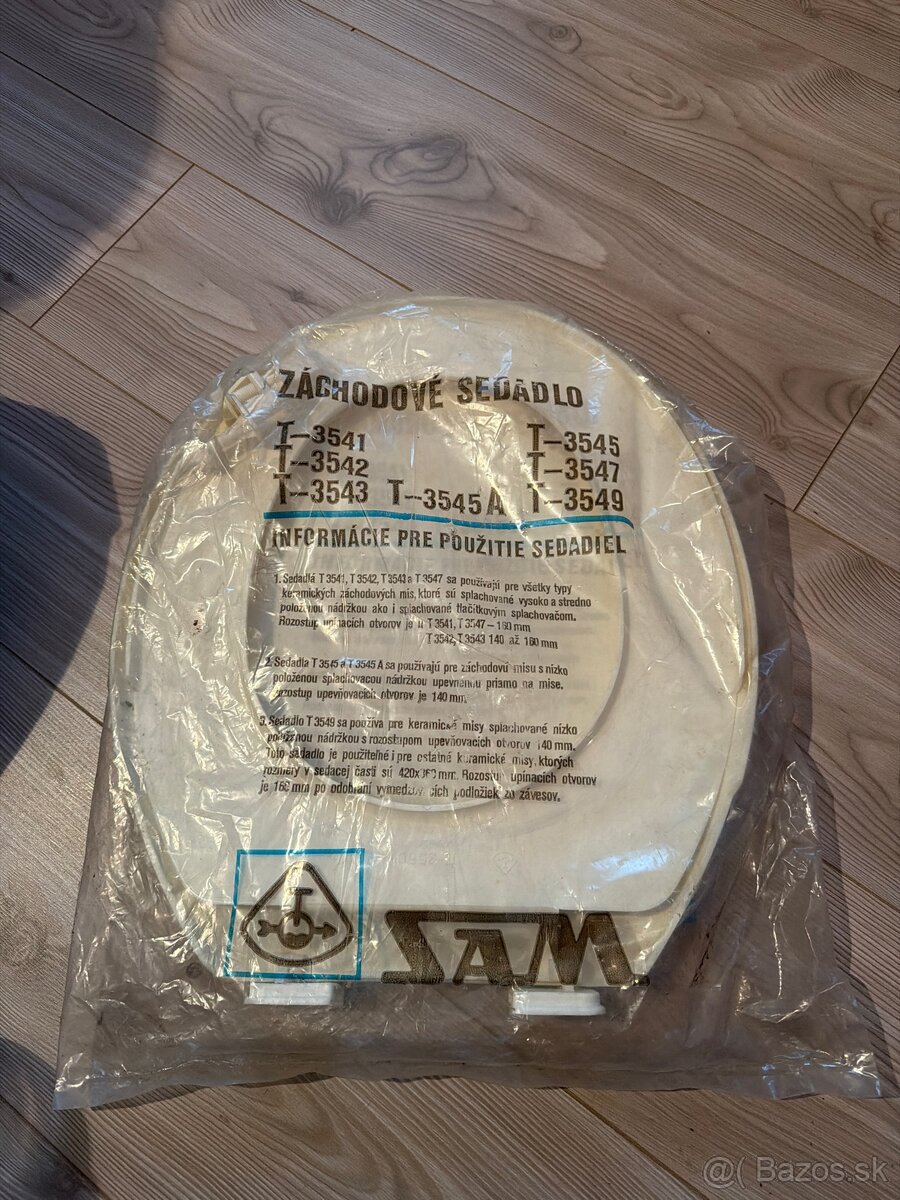 ZÁCHODOVÉ SEDADLO
T-3541 T-3545
T-3542 T-3547
T-3543 T-3545 A T-3549
INFORMÁCIE PRE POUŽITIE SEDADIEL
1. Sedadlá T 3541, T 3542, T 3543 a T 3547 sa používajú pre všetky typy
keramických záchodových mís, ktoré sú splachované vysoko a stredno
položenou nádržkou ako i splachované tlačítkovým splachovačom.
Rozostup upínacích otvorov je u T 3541, T 3547 – 160 mm
T 3542, T 3543 140 až 160 mm
2. Sedadla T 3545 a T 3545 A sa používajú pre záchodovú misu s nízko
položenou splachovacou nádržkou upevnenou priamo na mise.
rozostup upevňovacích otvorov je 140 mm.
3. Sedadlo T 3549 sa používa pre keramické misy splachované nízko
položenou nádržkou s rozostupom upevňovacích otvorov 140 mm.
Toto sedadlo je použiteľné i pre ostatné keramické misy, ktorých
rozmery v sedacej časti sú mm. Rozostup upínacích otvorov
je 160 mm po odobraní podložiek zo závesov.
T
SAM
@( Bazos.sk